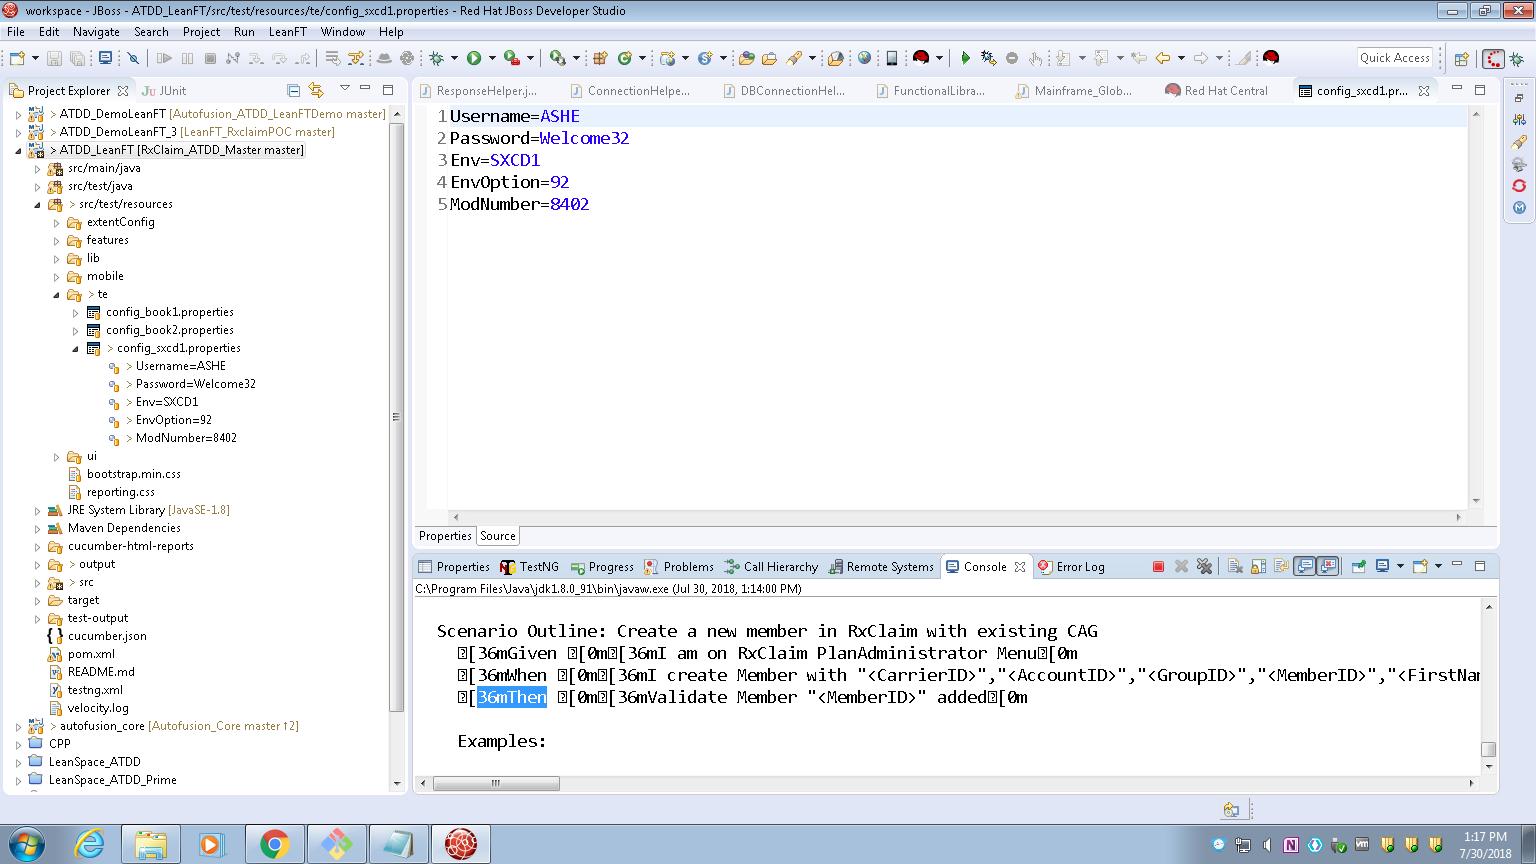 workspace - JBoss - ATDD_LeanFT/src/test/resources/te/config_sxcd1.properties - Red Hat JBoss Developer Studio
File Edit Navigate Search Project Run LeanFT Window Help
Quick Access
Project Explorer JUnit
ATDD_DemoLeanFT [Autofusion_ATDD_LeanFTDemo master]
> ATDD_DemoLeanFT_3 [LeanFT_RxclaimPOC master]
> ATDD_LeanFT [RxClaim_ATDD_Master master]
src/main/java
src/test/java
> src/test/resources
extentConfig
features
lib
mobile
> te
config_book1.properties
config_book2.properties
> config_sxcd1.properties
> Username=ASHE
> Password=Welcome32
> Env=SXCD1
> EnvOption=92
> ModNumber=8402
ui
bootstrap.min.css
reporting.css
JRE System Library [JavaSE-1.8]
Maven Dependencies
cucumber-html-reports
> output
> src
target
test-output
cucumber.json
pom.xml
README.md
testng.xml
velocity.log
> autofusion_core [Autofusion_Core master ↑2]
CPP
LeanSpace_ATDD
LeanSpace_ATDD_Prime
ResponseHelper.j... ConnectionHelpe... DBConnectionHel... FunctionalLibra... Mainframe_Glob... Red Hat Central config_sxcd1.pr...
1 Username=ASHE
2 Password=Welcome32
3 Env=SXCD1
4 EnvOption=92
5 ModNumber=8402
Properties Source
Properties TestNG Progress Problems Call Hierarchy Remote Systems Console Error Log
C:\Program Files\Java\jdk1.8.0_91\bin\javaw.exe (Jul 30, 2018, 1:14:00 PM)
Scenario Outline: Create a new member in RxClaim with existing CAG
[36mGiven [0m[36mI am on RxClaim PlanAdministrator Menu[0m
[36mWhen [0m[36mI create Member with "<CarrierID>","<AccountID>","<GroupID>","<MemberID>","<FirstNam
[36mThen [0m[36mValidate Member "<MemberID>" added[0m
Examples:
1:17 PM
7/30/2018